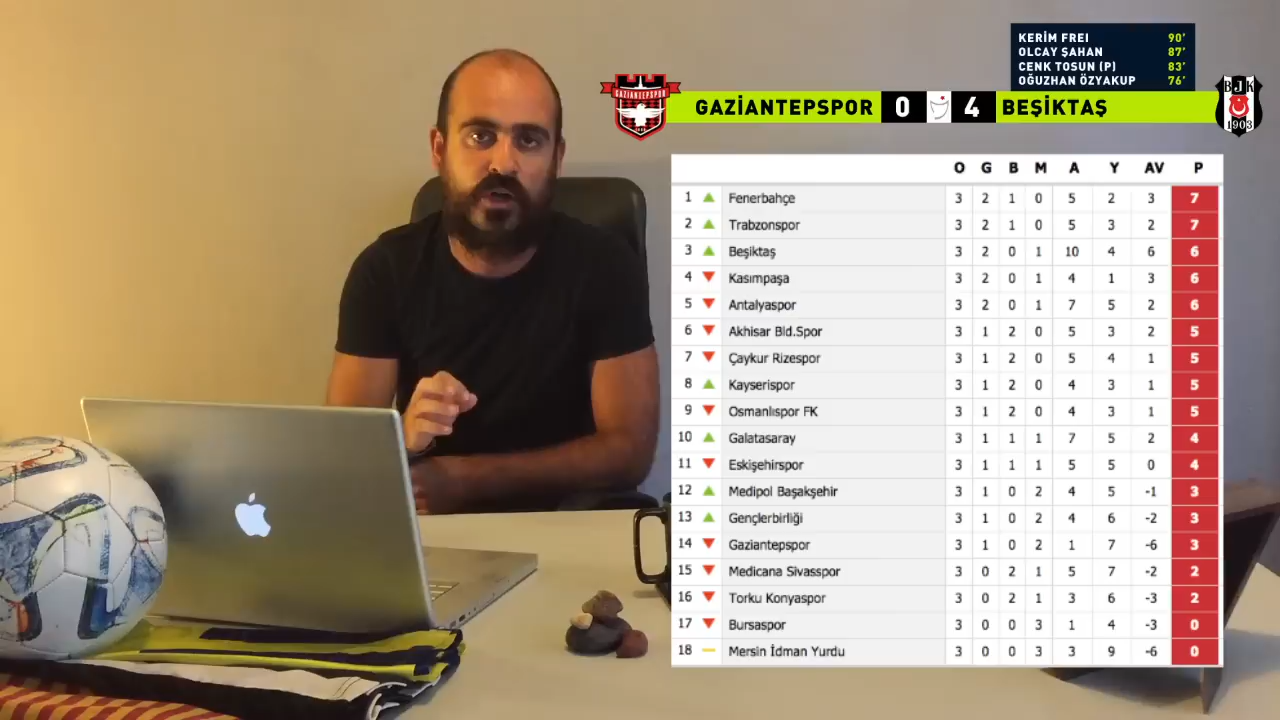 KERİM FREI 90'
OLCAY ŞAHAN 87'
CENK TOSUN (P) 83'
OĞUZHAN ÖZYAKUP 76'
GAZİANTEPSPOR
GAZİANTEPSPOR 0 4 BEŞİKTAŞ
BJK
1903
O G B M A Y AV P
1 Fenerbahçe 3 2 1 0 5 2 3 7
2 Trabzonspor 3 2 1 0 5 3 2 7
3 Beşiktaş 3 2 0 1 10 4 6 6
4 Kasımpaşa 3 2 0 1 4 1 3 6
5 Antalyaspor 3 2 0 1 7 5 2 6
6 Akhisar Bld.Spor 3 1 2 0 5 3 2 5
7 Çaykur Rizespor 3 1 2 0 5 4 1 5
8 Kayserispor 3 1 2 0 4 3 1 5
9 Osmanlıspor FK 3 1 2 0 4 3 1 5
10 Galatasaray 3 1 1 1 7 5 2 4
11 Eskişehirspor 3 1 1 1 5 5 0 4
12 Medipol Başakşehir 3 1 0 2 4 5 -1 3
13 Gençlerbirliği 3 1 0 2 4 6 -2 3
14 Gaziantepspor 3 1 0 2 1 7 -6 3
15 Medicana Sivasspor 3 0 2 1 5 7 -2 2
16 Torku Konyaspor 3 0 2 1 3 6 -3 2
17 Bursaspor 3 0 0 3 1 4 -3 0
18 Mersin İdman Yurdu 3 0 0 3 3 9 -6 0